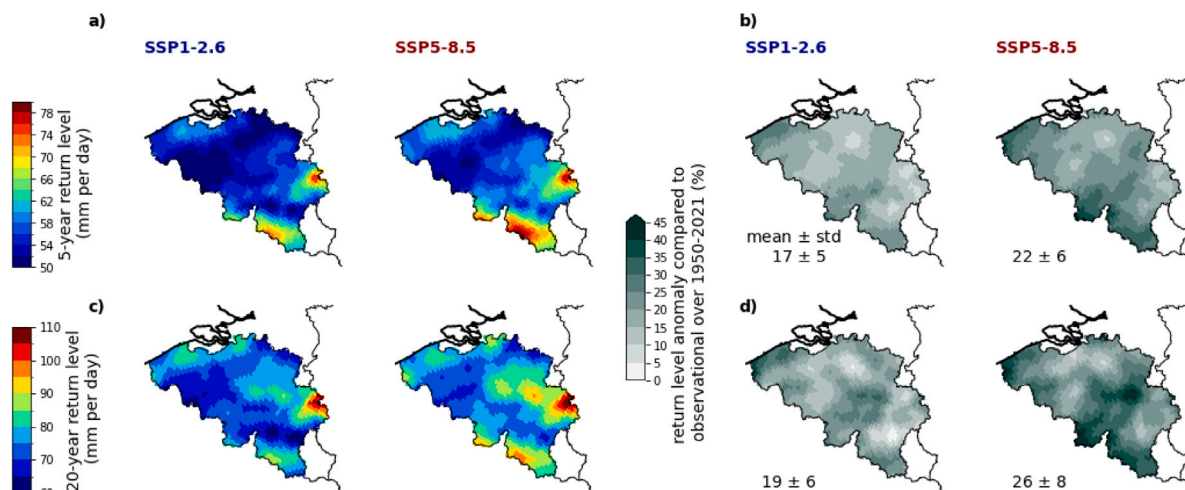 a)
SSP1-2.6
SSP5-8.5
b)
SSP1-2.6
SSP5-8.5
78
74
70
66
62
58
54
50
5-year return level
(mm per day)
mean ± std
17 ± 5
22 ± 6
45
40
35
30
25
20
15
10
5
0
return level anomaly compared to
observational over 1950-2021 (%)
c)
d)
110
100
90
80
70
20-year return level
(mm per day)
19 ± 6
26 ± 8